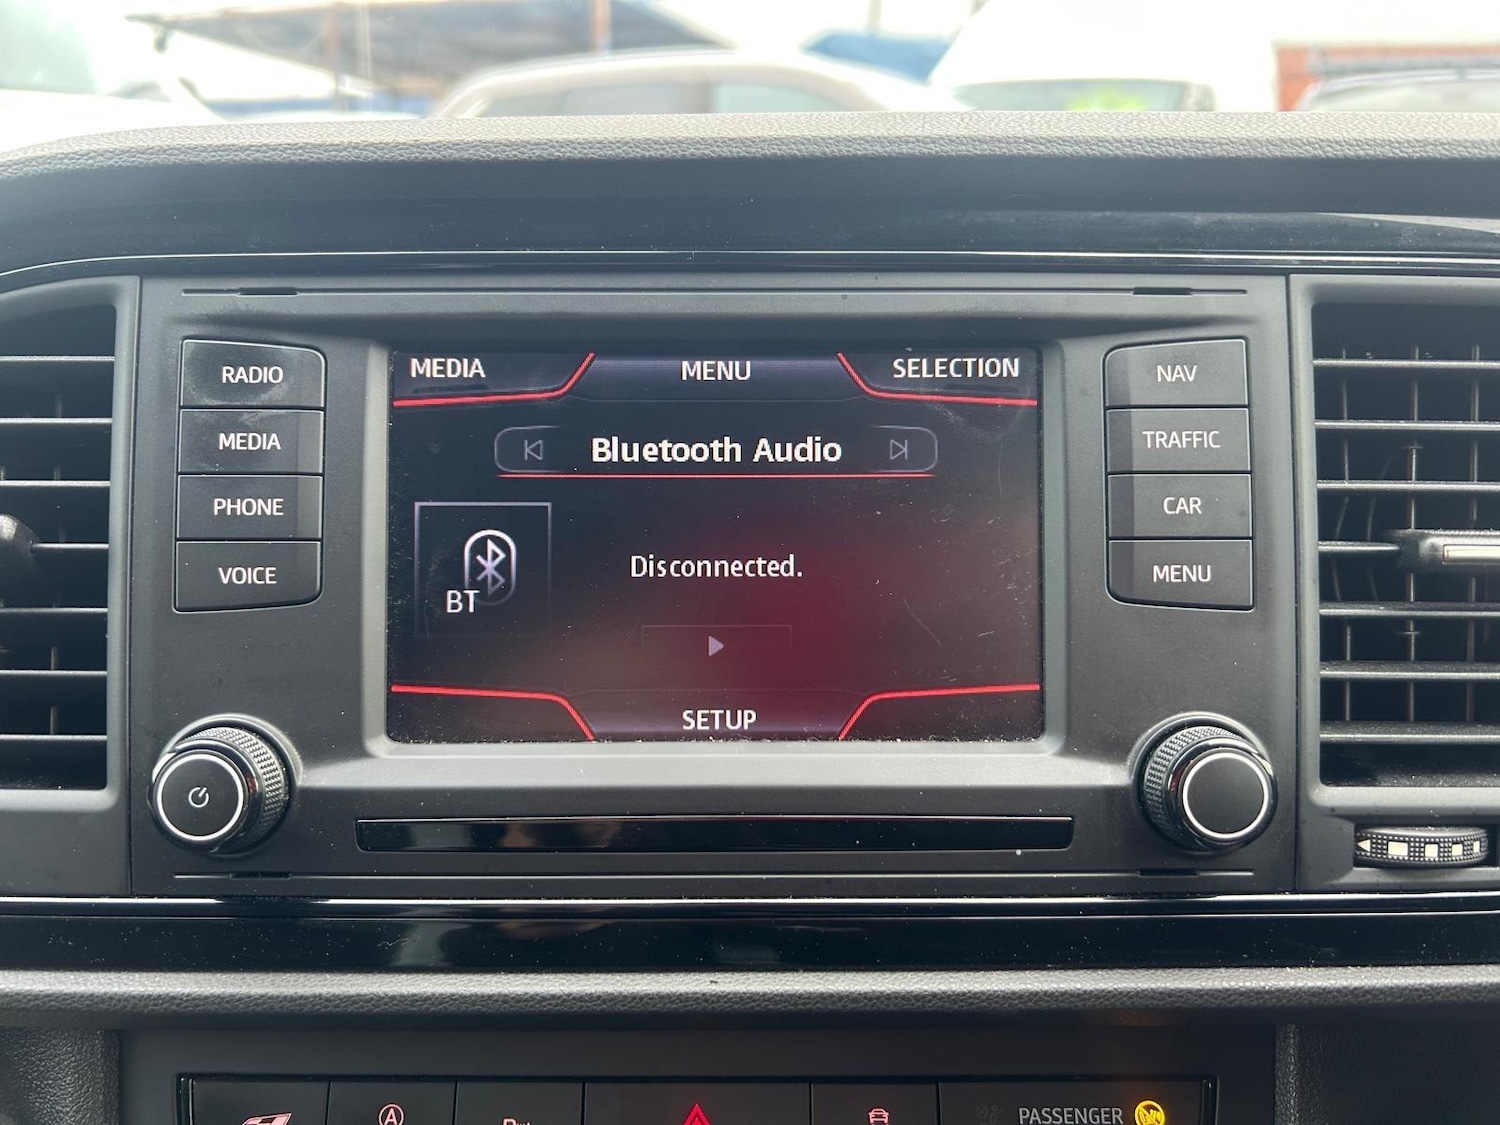 MEDIA
MENU
SELECTION
RADIO
MEDIA
PHONE
VOICE
Bluetooth Audio
BT
Disconnected.
SETUP
NAV
TRAFFIC
CAR
MENU
A
PASSENGER